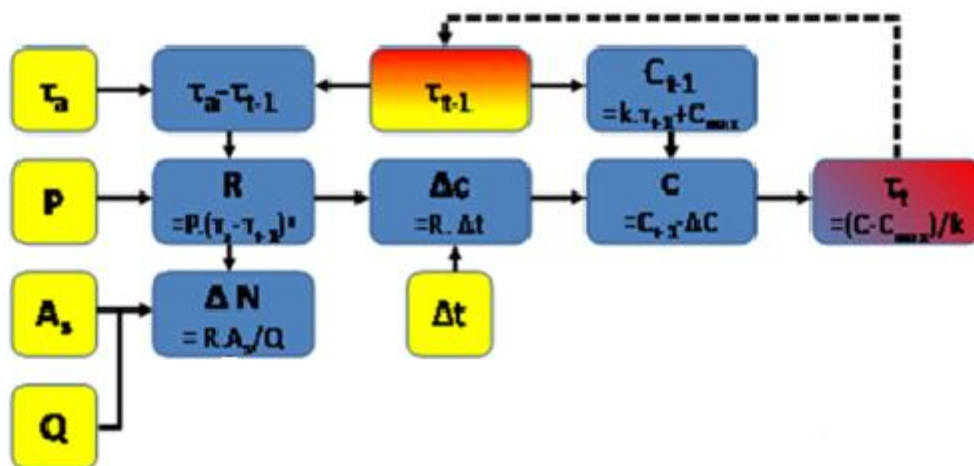 τₐ
τₐ-τₜ₋₁
τₜ₋₁
Cₜ₋₁
=k.τₜ₋₁+Cₘₐₓ
P
R
ΔC
=R. Δt
C
=Cₜ₋₁-ΔC
τₜ
=(C-Cₘₐₓ)/k
Aₛ
Δ N
= R.Aₛ/Q
Δt
Q